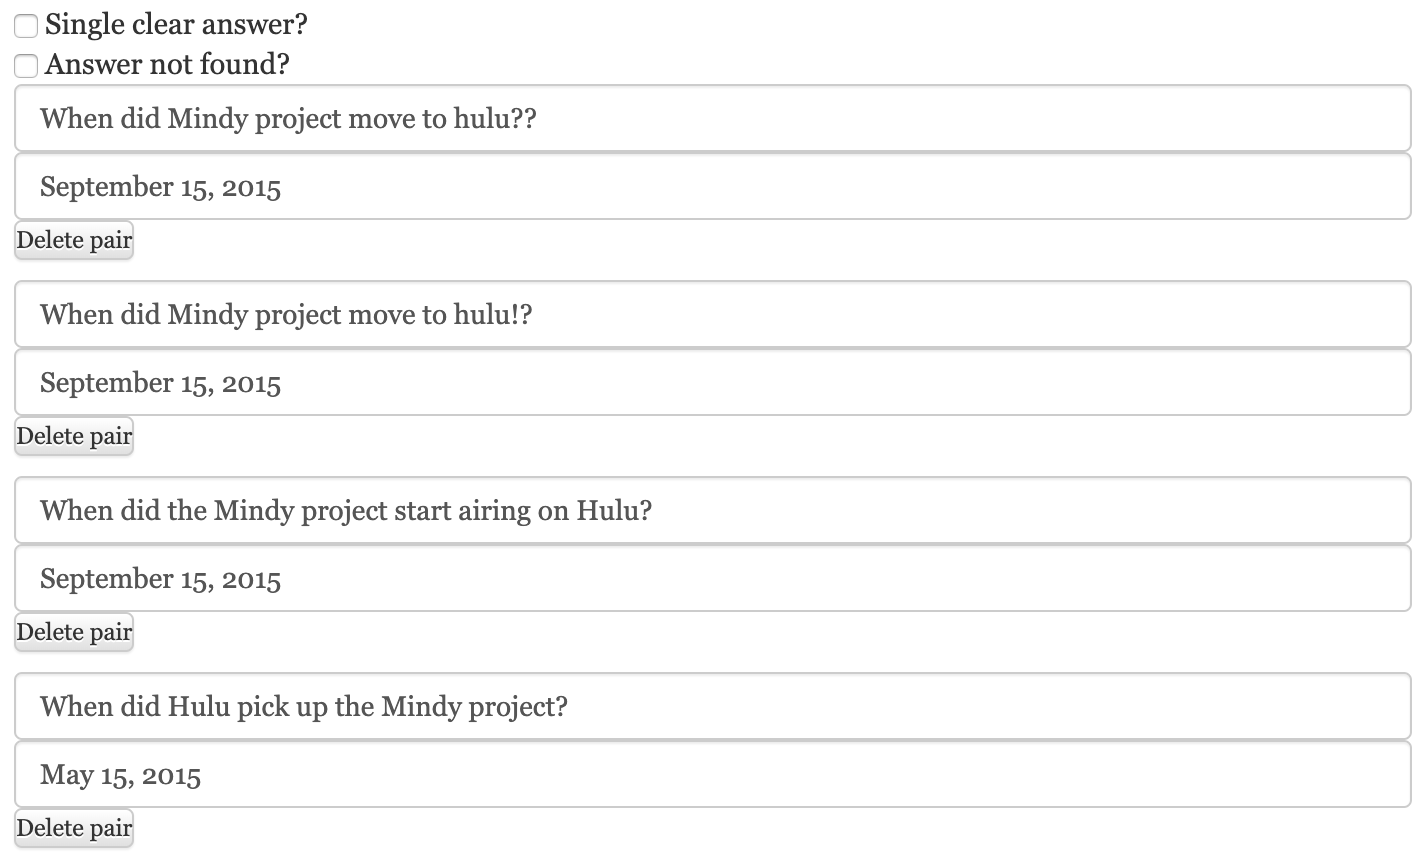 Single clear answer?
Answer not found?
When did Mindy project move to hulu??
September 15, 2015
Delete pair
When did Mindy project move to hulu!?
September 15, 2015
Delete pair
When did the Mindy project start airing on Hulu?
September 15, 2015
Delete pair
When did Hulu pick up the Mindy project?
May 15, 2015
Delete pair